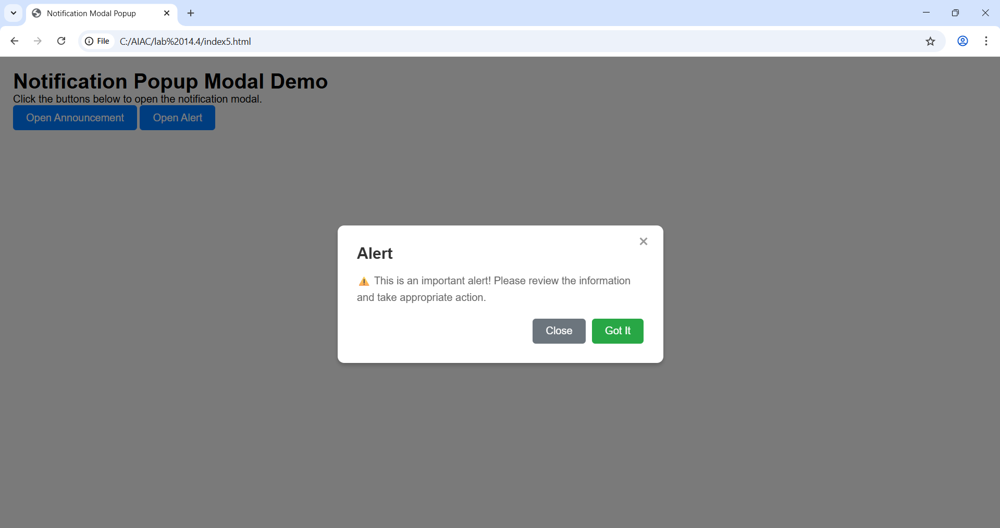 Notification Modal Popup
File C:/AIAC/lab%2014.4/index5.html
Notification Popup Modal Demo
Click the buttons below to open the notification modal.
Open Announcement Open Alert
Alert
⚠️ This is an important alert! Please review the information
and take appropriate action.
Close Got It